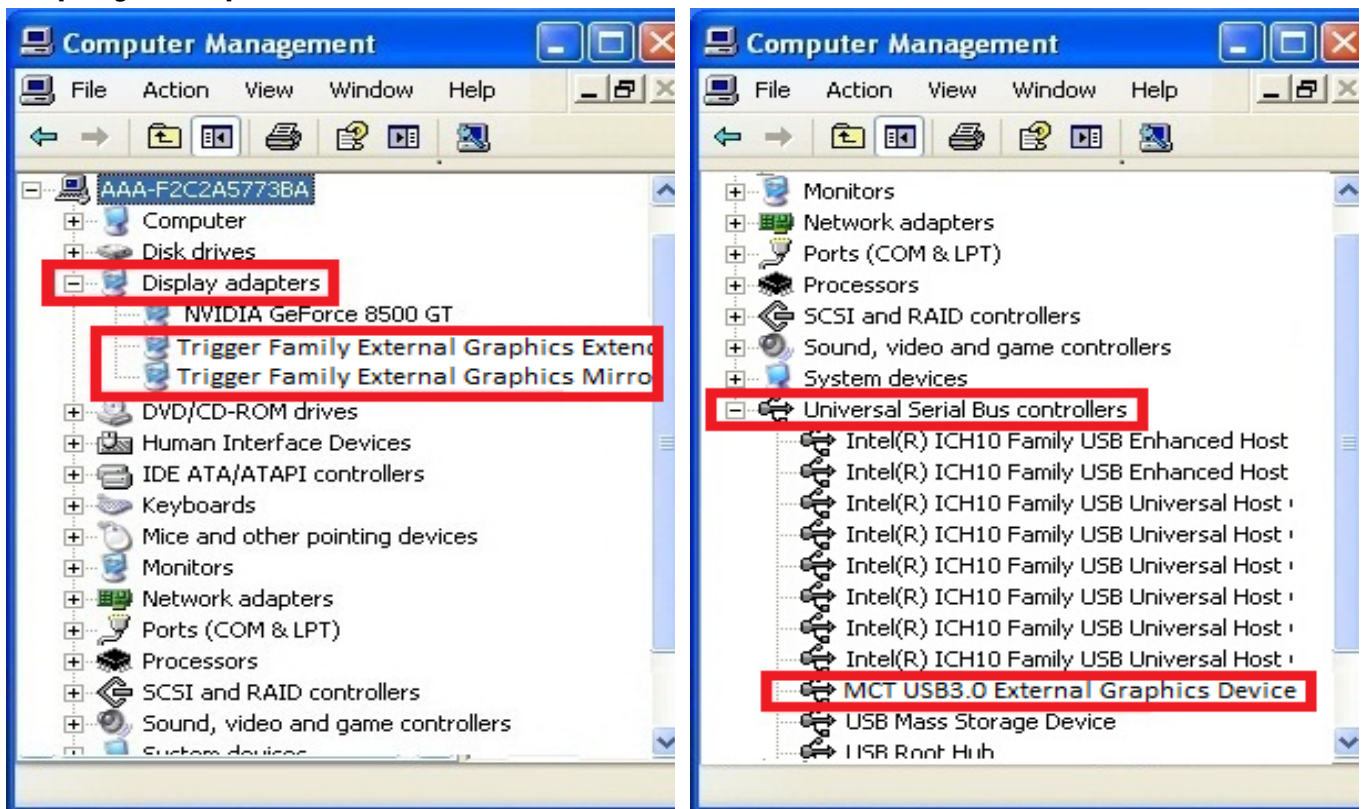 Computer Management
File Action View Window Help
AAA-F2C2A5773BA
Computer
Disk drives
Display adapters
NVIDIA GeForce 8500 GT
Trigger Family External Graphics Extend
Trigger Family External Graphics Mirro
DVD/CD-ROM drives
Human Interface Devices
IDE ATA/ATAPI controllers
Keyboards
Mice and other pointing devices
Monitors
Network adapters
Ports (COM & LPT)
Processors
SCSI and RAID controllers
Sound, video and game controllers
System devices
Computer Management
File Action View Window Help
Monitors
Network adapters
Ports (COM & LPT)
Processors
SCSI and RAID controllers
Sound, video and game controllers
System devices
Universal Serial Bus controllers
Intel(R) ICH10 Family USB Enhanced Host
Intel(R) ICH10 Family USB Enhanced Host
Intel(R) ICH10 Family USB Universal Host
Intel(R) ICH10 Family USB Universal Host
Intel(R) ICH10 Family USB Universal Host
Intel(R) ICH10 Family USB Universal Host
Intel(R) ICH10 Family USB Universal Host
Intel(R) ICH10 Family USB Universal Host
MCT USB3.0 External Graphics Device
USB Mass Storage Device
USB Root Hub